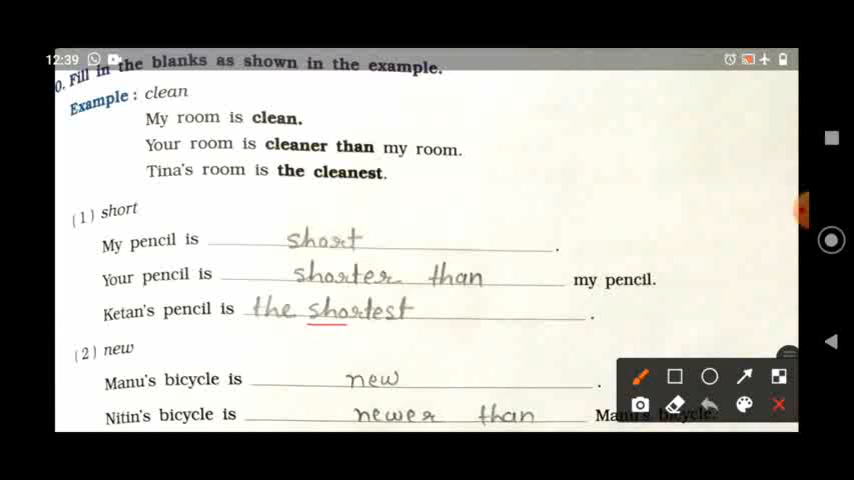 12:39
0. Fill in the blanks as shown in the example.
Example : clean
My room is clean.
Your room is cleaner than my room.
Tina's room is the cleanest.
(1) short
My pencil is short .
Your pencil is shorter than my pencil.
Ketan's pencil is the shortest .
(2) new
Manu's bicycle is new .
Nitin's bicycle is newer than Manu's bicycle.